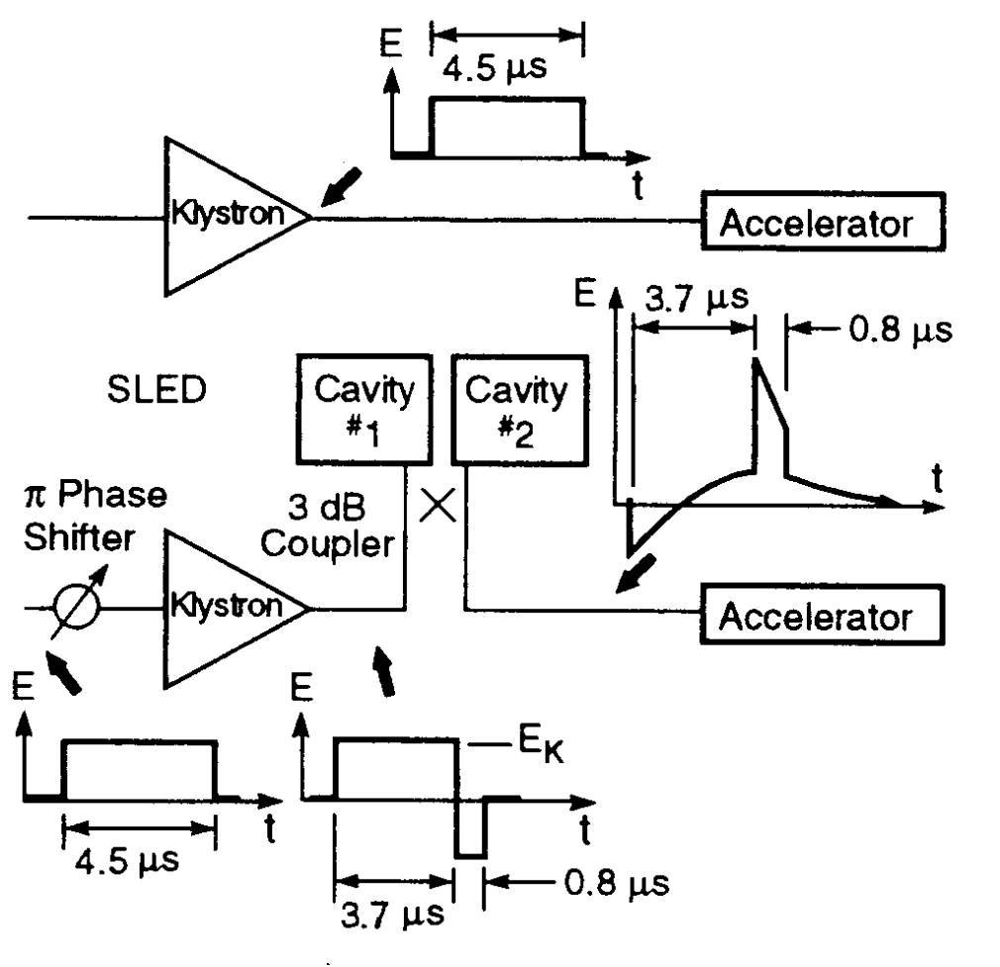 E
4.5 μs
t
Klystron
Accelerator
E
3.7 μs
0.8 μs
t
SLED
Cavity
#1
Cavity
#2
π Phase
Shifter
3 dB
Coupler
Klystron
Accelerator
E
4.5 μs
t
E
E_K
t
3.7 μs
0.8 μs